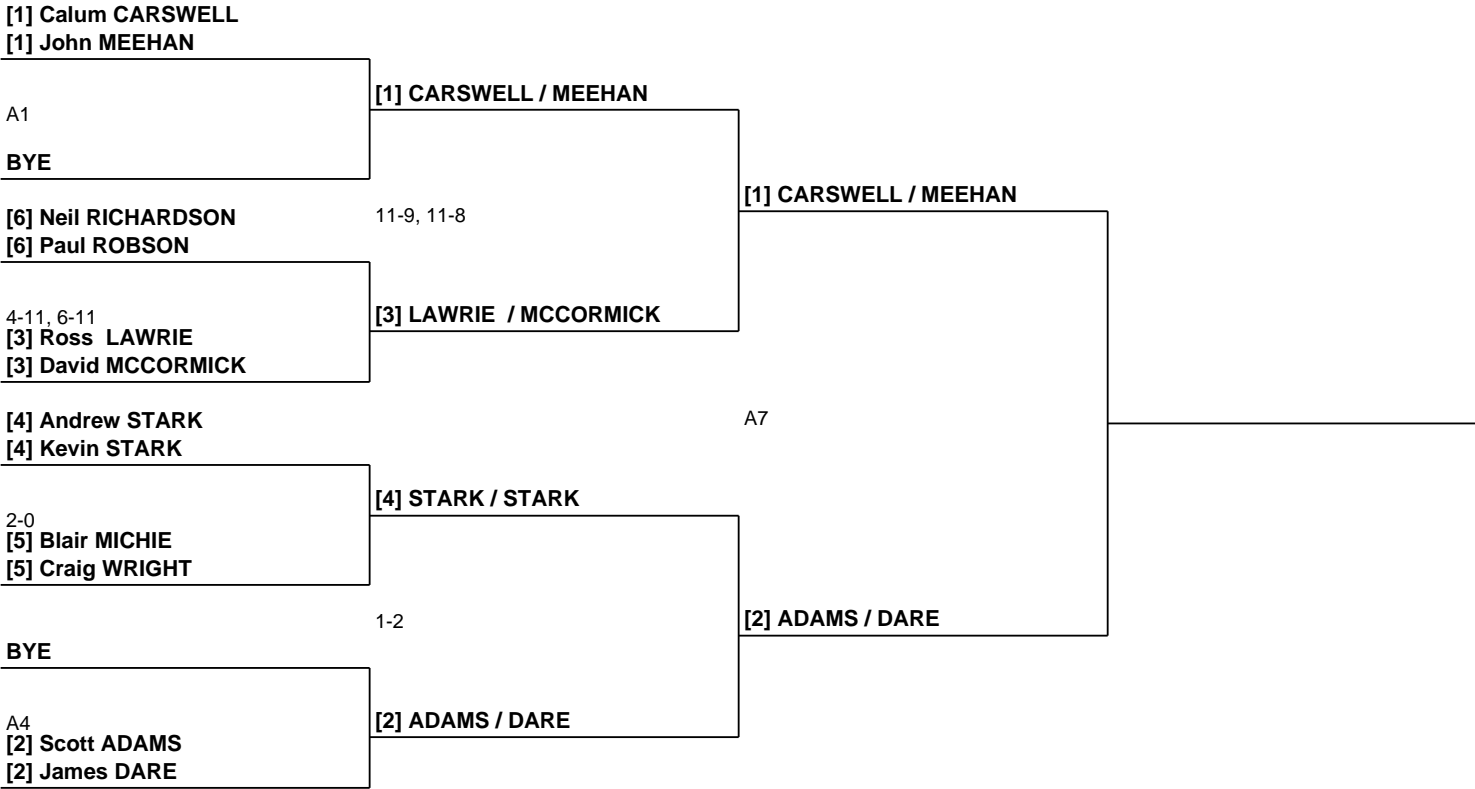 [1] Calum CARSWELL
[1] John MEEHAN
[1] CARSWELL / MEEHAN
A1
BYE
[1] CARSWELL / MEEHAN
[6] Neil RICHARDSON
11-9, 11-8
[6] Paul ROBSON
4-11, 6-11
[3] LAWRIE  / MCCORMICK
[3] Ross  LAWRIE
[3] David MCCORMICK
[4] Andrew STARK
A7
[4] Kevin STARK
[4] STARK / STARK
2-0
[5] Blair MICHIE
[5] Craig WRIGHT
1-2
[2] ADAMS / DARE
BYE
A4
[2] ADAMS / DARE
[2] Scott ADAMS
[2] James DARE